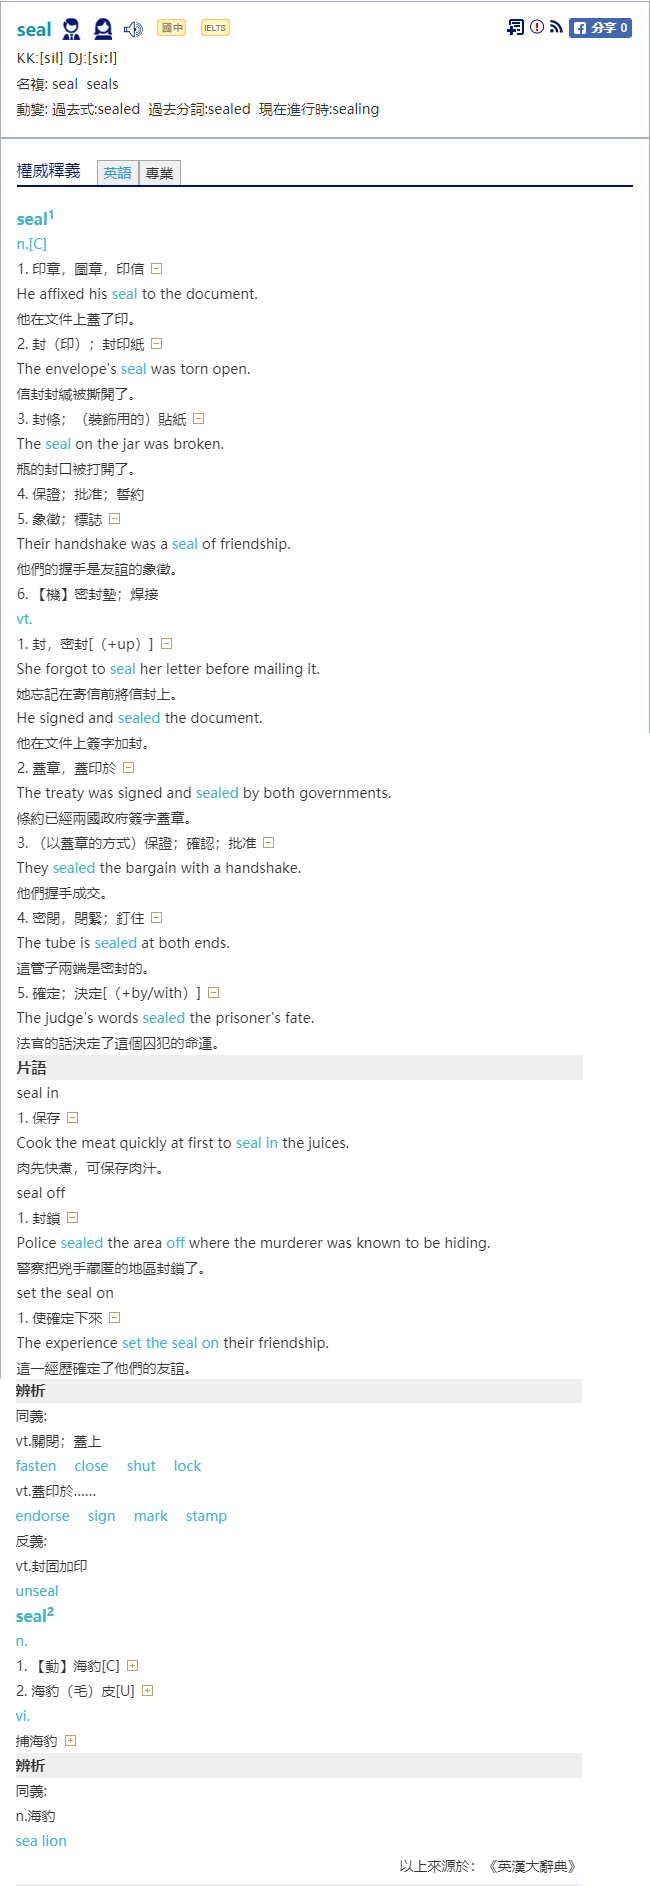 seal 國中 IELTS 分享 0
KK:[sil] DJ:[siːl]
名複: seal seals
動變: 過去式:sealed 過去分詞:sealed 現在進行時:sealing
權威釋義 英語 專業
seal1
n.[C]
1. 印章，圖章，印信
He affixed his seal to the document.
他在文件上蓋了印。
2. 封（印）；封印紙
The envelope's seal was torn open.
信封封緘被撕開了。
3. 封條；（裝飾用的）貼紙
The seal on the jar was broken.
瓶的封口被打開了。
4. 保證；批准；誓約
5. 象徵；標誌
Their handshake was a seal of friendship.
他們的握手是友誼的象徵。
6. 【機】密封墊；焊接
vt.
1. 封，密封[（+up）]
She forgot to seal her letter before mailing it.
她忘記在寄信前將信封上。
He signed and sealed the document.
他在文件上簽字加封。
2. 蓋章，蓋印於
The treaty was signed and sealed by both governments.
條約已經兩國政府簽字蓋章。
3. （以蓋章的方式）保證；確認；批准
They sealed the bargain with a handshake.
他們握手成交。
4. 密閉，閉緊；釘住
The tube is sealed at both ends.
這管子兩端是密封的。
5. 確定；決定[（+by/with）]
The judge's words sealed the prisoner's fate.
法官的話決定了這個囚犯的命運。
片語
seal in
1. 保存
Cook the meat quickly at first to seal in the juices.
肉先快煮，可保存肉汁。
seal off
1. 封鎖
Police sealed the area off where the murderer was known to be hiding.
警察把兇手藏匿的地區封鎖了。
set the seal on
1. 使確定下來
The experience set the seal on their friendship.
這一經歷確定了他們的友誼。
辨析
同義:
vt.關閉；蓋上
fasten close shut lock
vt.蓋印於……
endorse sign mark stamp
反義:
vt.封固加印
unseal
seal2
n.
1. 【動】海豹[C]
2. 海豹（毛）皮[U]
vi.
捕海豹
辨析
同義:
n.海豹
sea lion
以上來源於：《英漢大辭典》